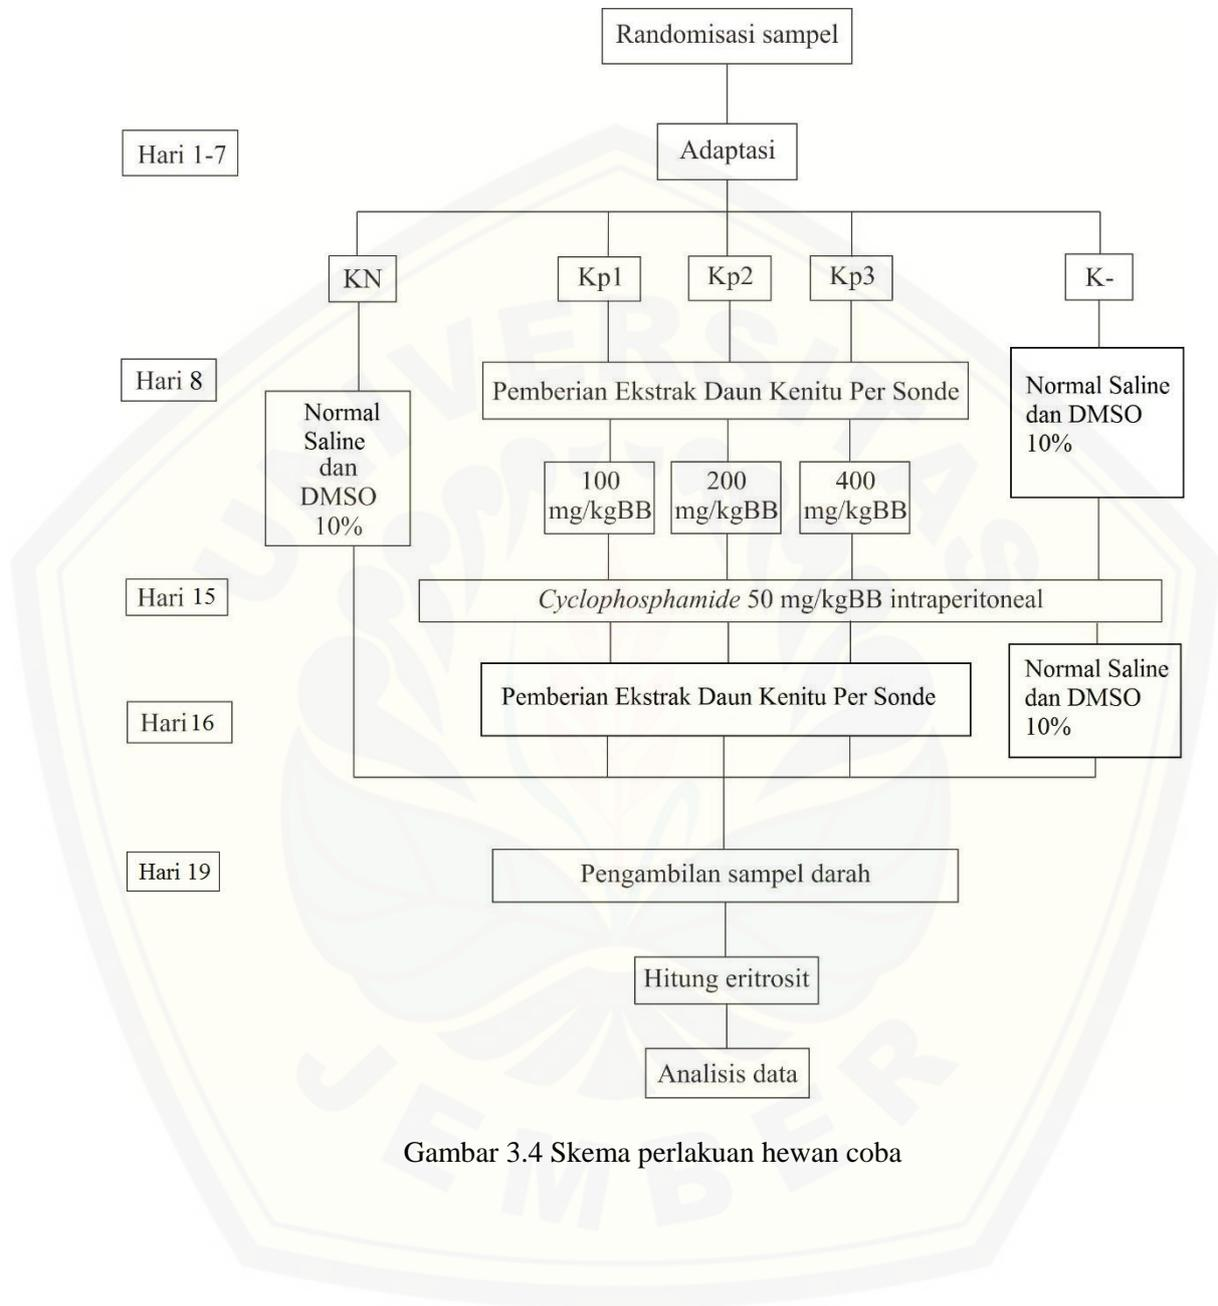 Randomisasi sampel
Hari 1-7
Adaptasi
KN
Kp1
Kp2
Kp3
K-
Hari 8
Pemberian Ekstrak Daun Kenitu Per Sonde
Normal Saline
dan DMSO
10%
Normal
Saline
dan
DMSO
10%
100
mg/kgBB
200
mg/kgBB
400
mg/kgBB
Hari 15
Cyclophosphamide 50 mg/kgBB intraperitoneal
Hari 16
Pemberian Ekstrak Daun Kenitu Per Sonde
Normal Saline
dan DMSO
10%
Hari 19
Pengambilan sampel darah
Hitung eritrosit
Analisis data
Gambar 3.4 Skema perlakuan hewan coba
UNIVERSITAS
JEMBER